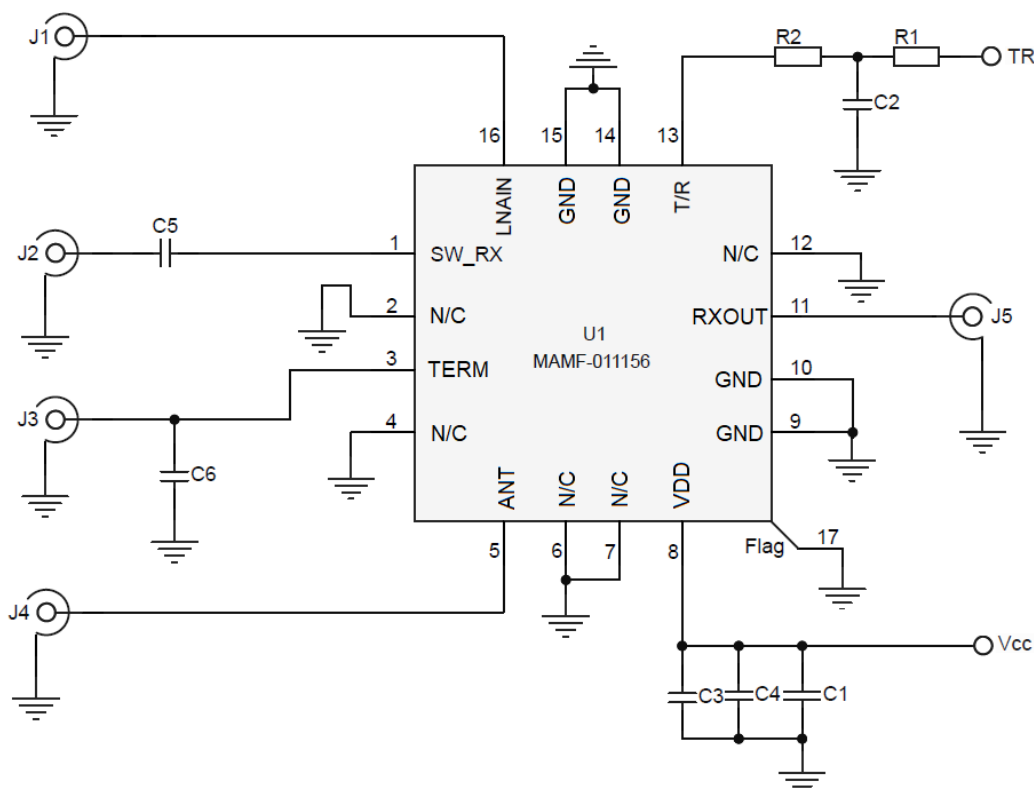 J1
R2
R1
TR
C2
16
15
14
13
LNAIN
GND
GND
T/R
J2
C5
1
SW_RX
N/C
12
2
N/C
RXOUT
11
J5
U1
MAMF-011156
3
TERM
GND
10
J3
4
N/C
GND
9
C6
ANT
N/C
N/C
VDD
5
6
7
8
Flag
17
J4
Vcc
C3
C4
C1